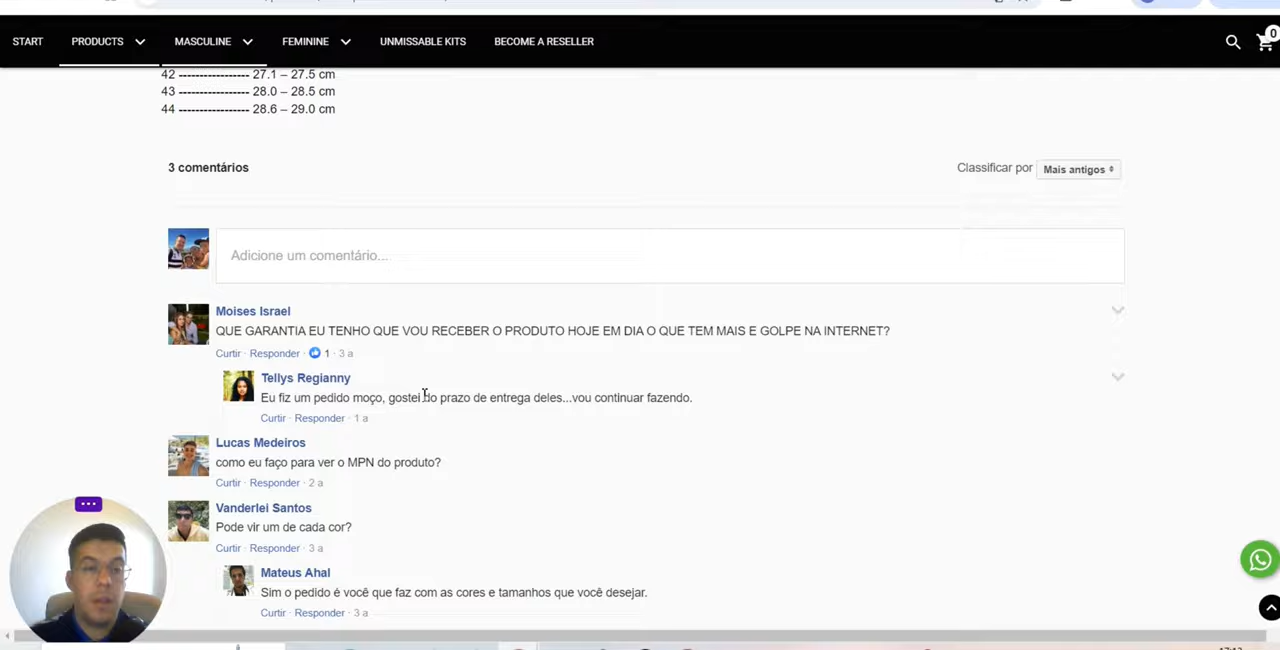 START PRODUCTS MASCULINE FEMININE UNMISSABLE KITS BECOME A RESELLER 0
42 ----------------- 27.1 – 27.5 cm
43 ----------------- 28.0 – 28.5 cm
44 ----------------- 28.6 – 29.0 cm
3 comentários Classificar por Mais antigos
Adicione um comentário...
Moises Israel
QUE GARANTIA EU TENHO QUE VOU RECEBER O PRODUTO HOJE EM DIA O QUE TEM MAIS E GOLPE NA INTERNET?
Curtir · Responder · 1 · 3 a
Tellys Regianny
Eu fiz um pedido moço, gostei do prazo de entrega deles...vou continuar fazendo.
Curtir · Responder · 1 a
Lucas Medeiros
como eu faço para ver o MPN do produto?
Curtir · Responder · 2 a
Vanderlei Santos
Pode vir um de cada cor?
Curtir · Responder · 3 a
Mateus Ahal
Sim o pedido é você que faz com as cores e tamanhos que você desejar.
Curtir · Responder · 3 a